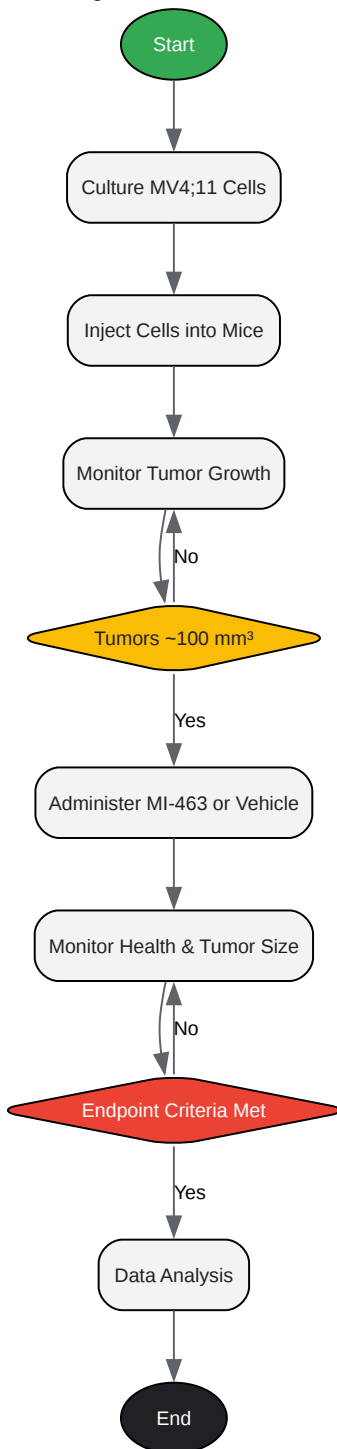 Start
Culture MV4;11 Cells
Inject Cells into Mice
Monitor Tumor Growth
No
Tumors ~100 mm³
Yes
Administer MI-463 or Vehicle
Monitor Health & Tumor Size
No
Endpoint Criteria Met
Yes
Data Analysis
End